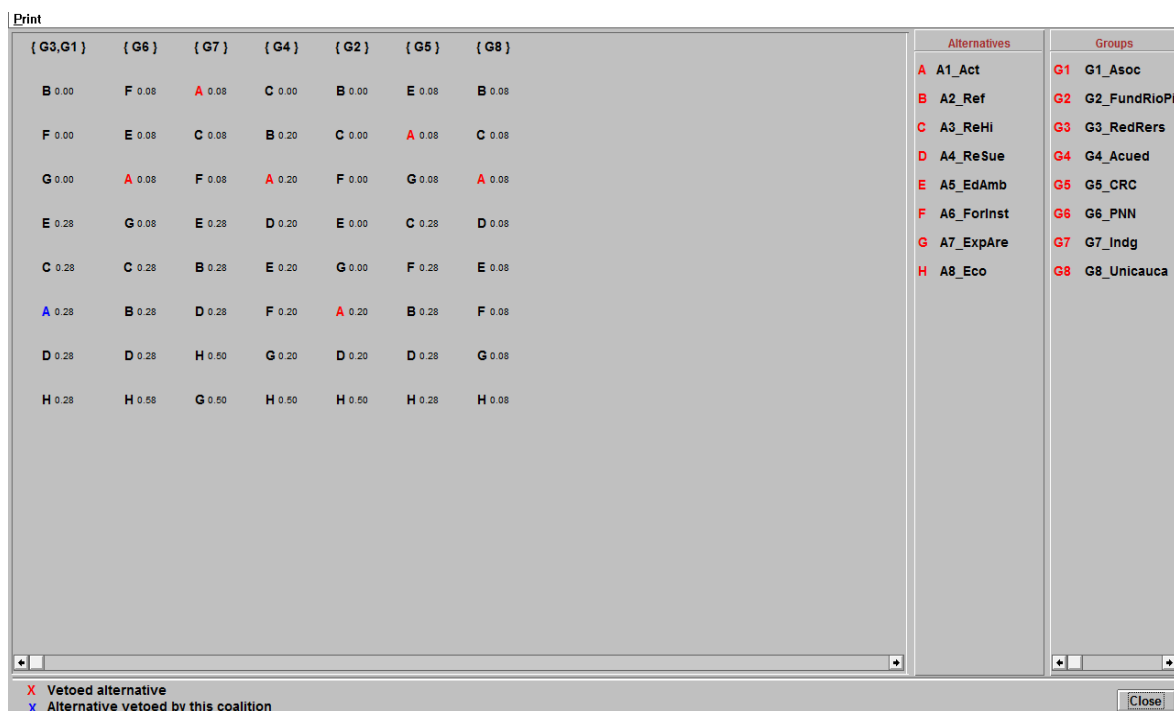 Print
{ G3,G1 } { G6 } { G7 } { G4 } { G2 } { G5 } { G8 } Alternatives Groups
A A1_Act G1 G1_Asoc
B 0.00 F 0.08 A 0.08 C 0.00 B 0.00 E 0.08 B 0.08
B A2_Ref G2 G2_FundRioPi
F 0.00 E 0.08 C 0.08 B 0.20 C 0.00 A 0.08 C 0.08 C A3_ReHi G3 G3_RedRers
D A4_ReSue G4 G4_Acued
G 0.00 A 0.08 F 0.08 A 0.20 F 0.00 G 0.08 A 0.08
E A5_EdAmb G5 G5_CRC
F A6_ForInst G6 G6_PNN
E 0.28 G 0.08 E 0.28 D 0.20 E 0.00 C 0.28 D 0.08
G A7_ExpAre G7 G7_Indg
C 0.28 C 0.28 B 0.28 E 0.20 G 0.00 F 0.28 E 0.08 H A8_Eco G8 G8_Unicauca
A 0.28 B 0.28 D 0.28 F 0.20 A 0.20 B 0.28 F 0.08
D 0.28 D 0.28 H 0.50 G 0.20 D 0.20 D 0.28 G 0.08
H 0.28 H 0.58 G 0.50 H 0.50 H 0.50 H 0.28 H 0.08
X Vetoed alternative
X Alternative vetoed by this coalition
Close